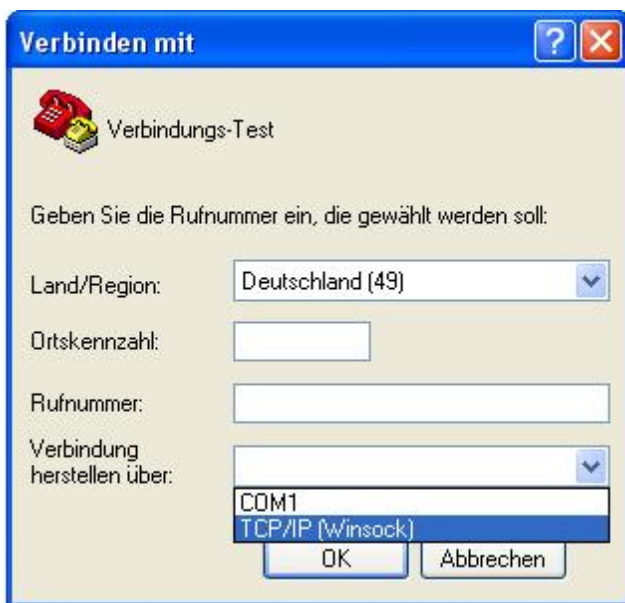 Verbinden mit
Verbindungs-Test
Geben Sie die Rufnummer ein, die gewählt werden soll:
Land/Region: Deutschland (49)
Ortskennzahl:
Rufnummer:
Verbindung
herstellen über:
COM1
TCP/IP (Winsock)
OK Abbrechen